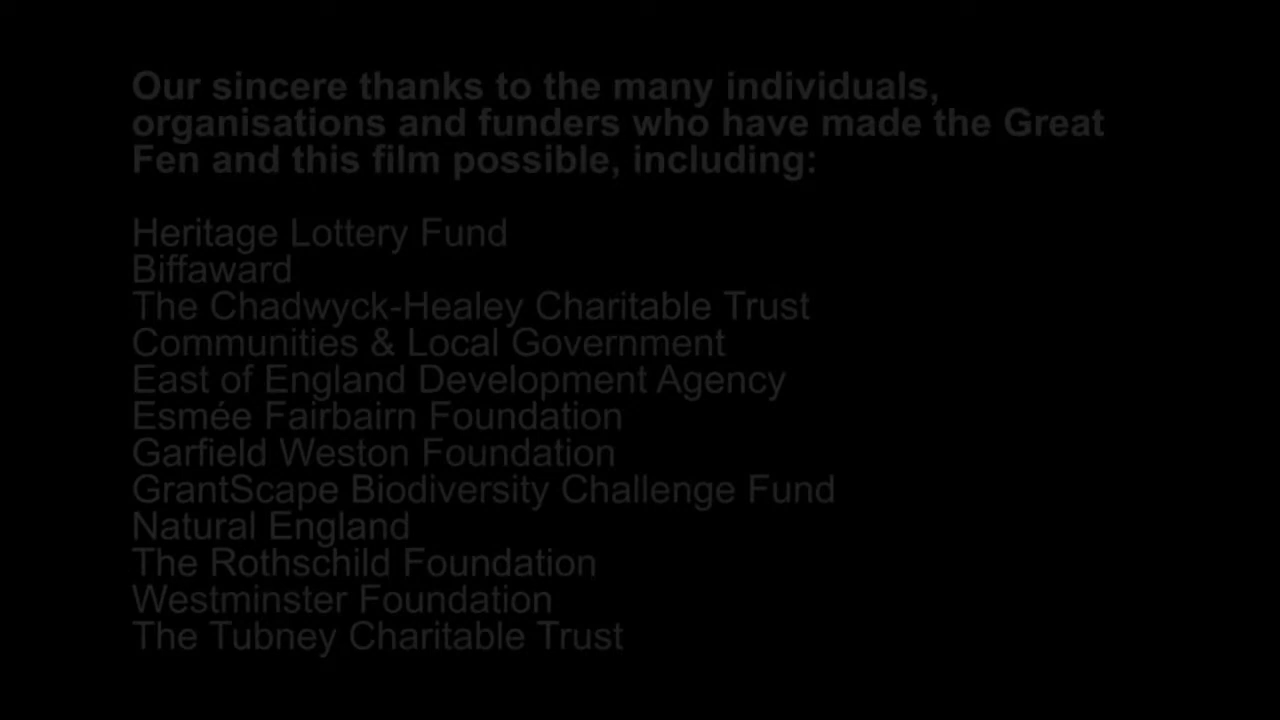 Our sincere thanks to the many individuals,
organisations and funders who have made the Great
Fen and this film possible, including:
Heritage Lottery Fund
Biffaward
The Chadwyck-Healey Charitable Trust
Communities & Local Government
East of England Development Agency
Esmée Fairbairn Foundation
Garfield Weston Foundation
GrantScape Biodiversity Challenge Fund
Natural England
The Rothschild Foundation
Westminster Foundation
The Tubney Charitable Trust